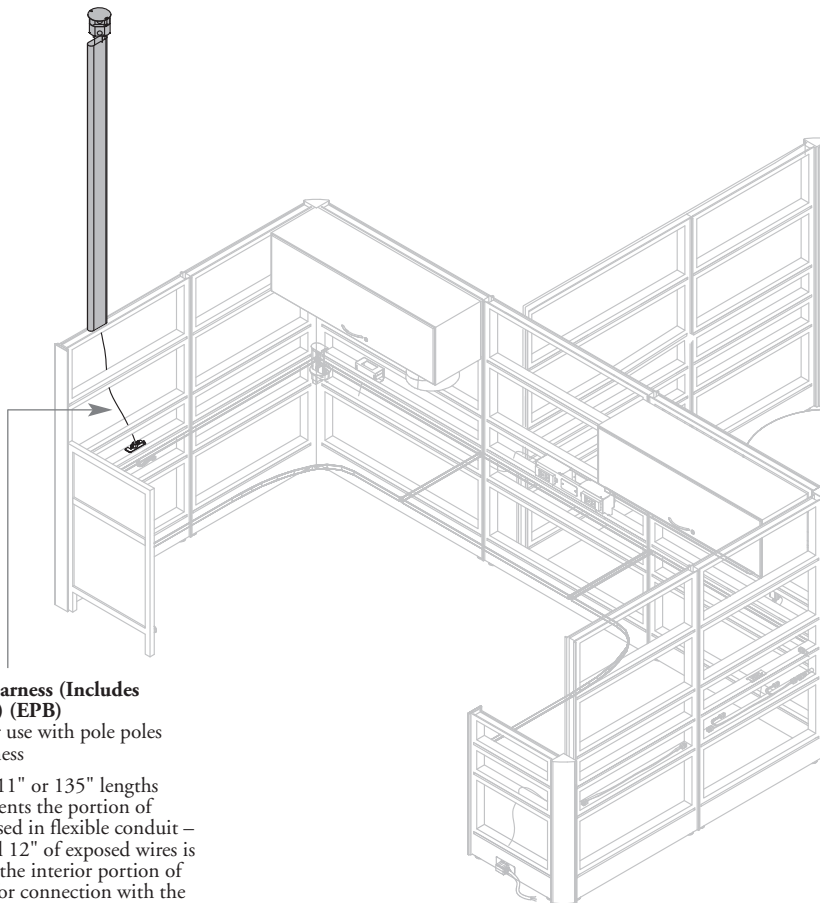 arness (Includes
) (EPB)
use with pole poles
ess
11" or 135" lengths
ents the portion of
sed in flexible conduit –
l 12" of exposed wires is
the interior portion of
or connection with the